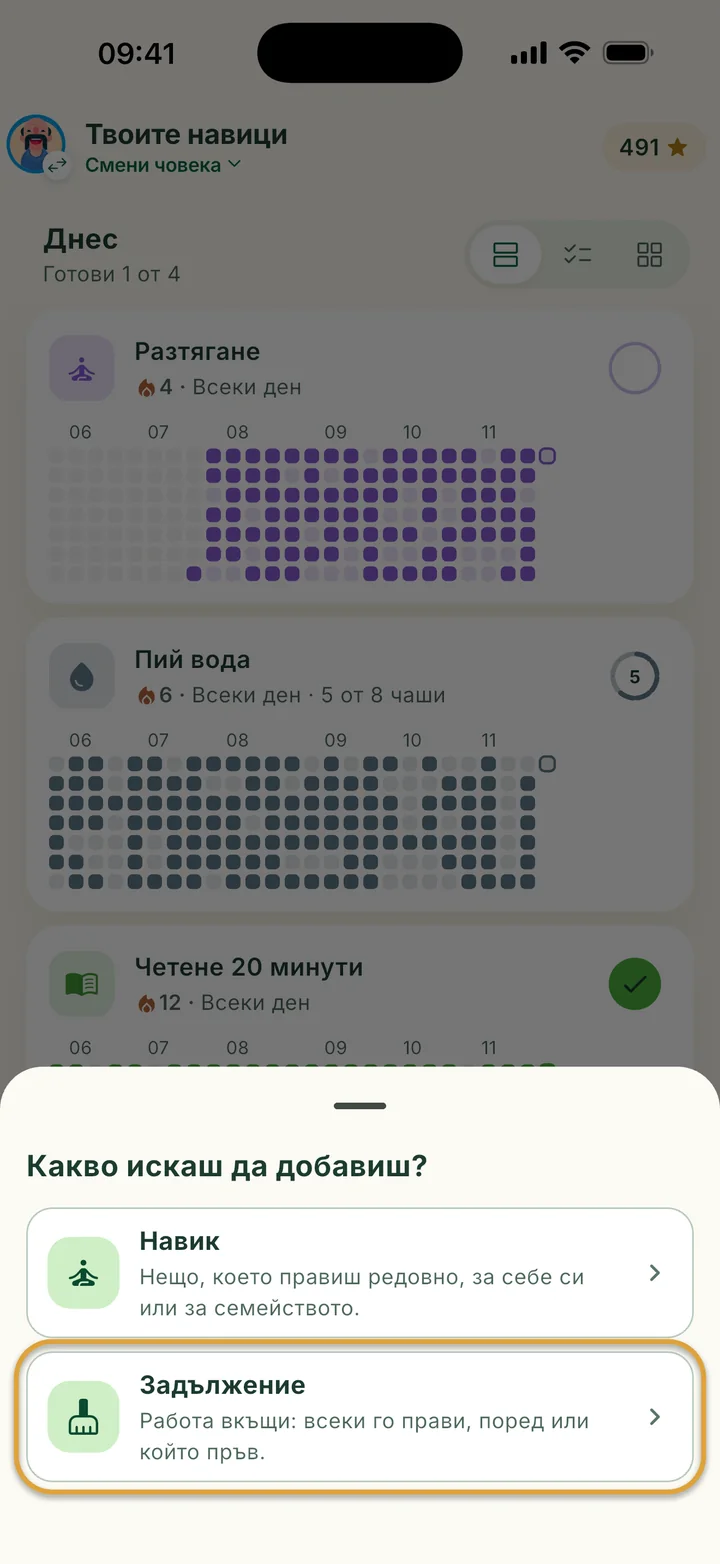 09:41
Твоите навици
Смени човека
491
Днес
Готови 1 от 4
Разтягане
4 · Всеки ден
06 07 08 09 10 11
Пий вода
6 · Всеки ден · 5 от 8 чаши
5
06 07 08 09 10 11
Четене 20 минути
12 · Всеки ден
06 07 08 09 10 11
Какво искаш да добавиш?
Навик
Нещо, което правиш редовно, за себе си
или за семейството.
Задължение
Работа вкъщи: всеки го прави, поред или
който пръв.